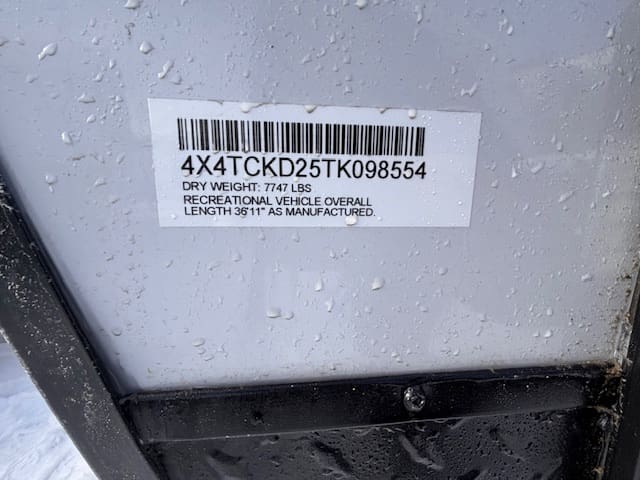 4X4TCKD25TK098554
DRY WEIGHT: 7747 LBS
RECREATIONAL VEHICLE OVERALL
LENGTH 36'11" AS MANUFACTURED.